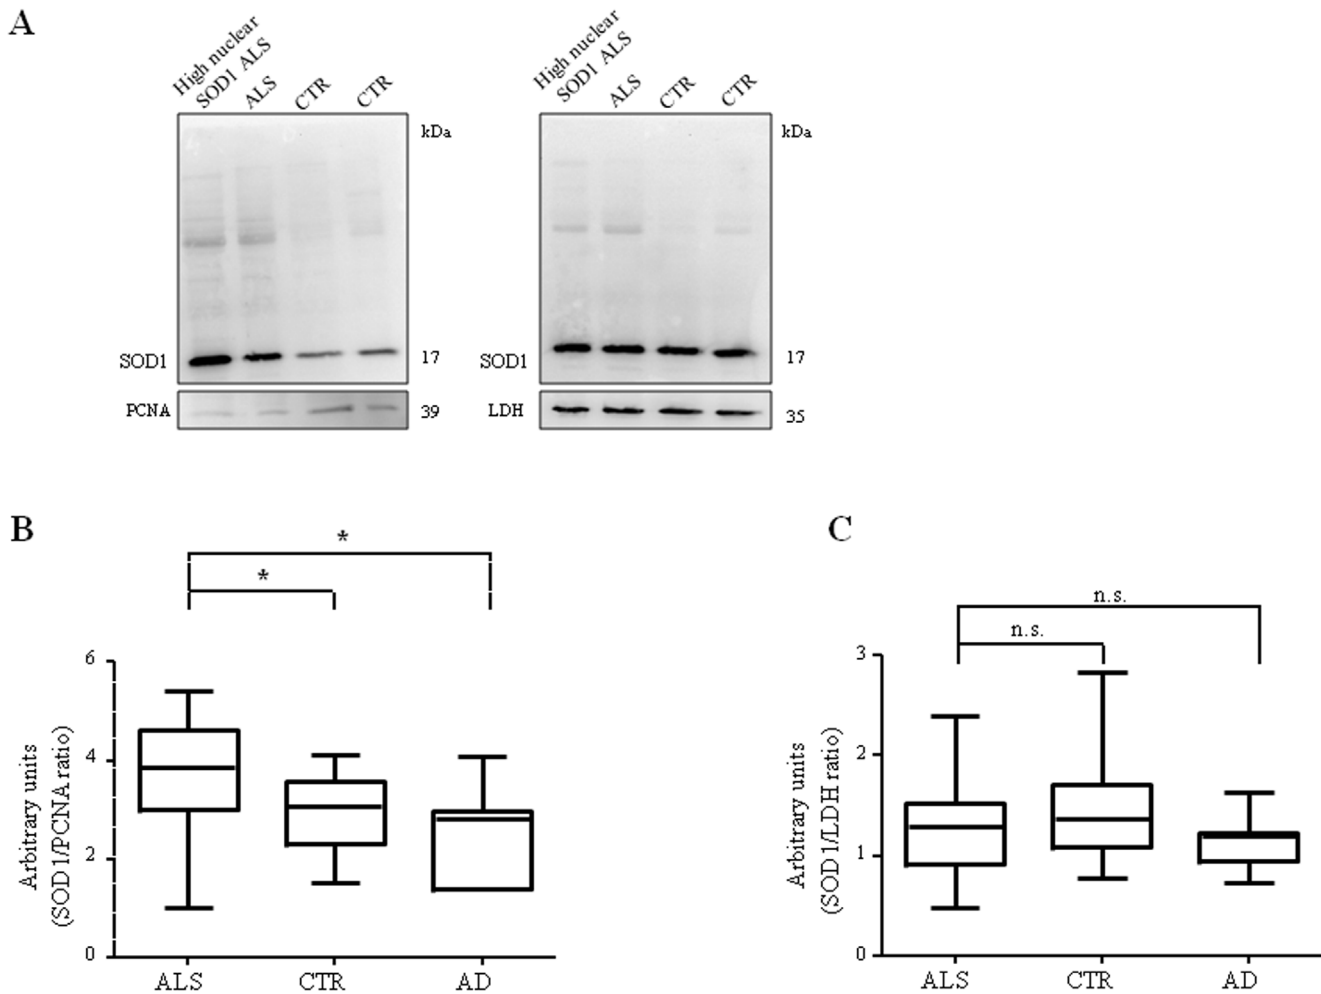 A
High nuclear
SOD1 ALS
ALS
CTR
CTR
kDa
SOD1
17
PCNA
39
High nuclear
SOD1 ALS
ALS
CTR
CTR
kDa
SOD1
17
LDH
35
B
*
*
6
4
2
0
Arbitrary units
(SOD1/PCNA ratio)
ALS
CTR
AD
C
n.s.
n.s.
3
2
1
0
Arbitrary units
(SOD1/LDH ratio)
ALS
CTR
AD